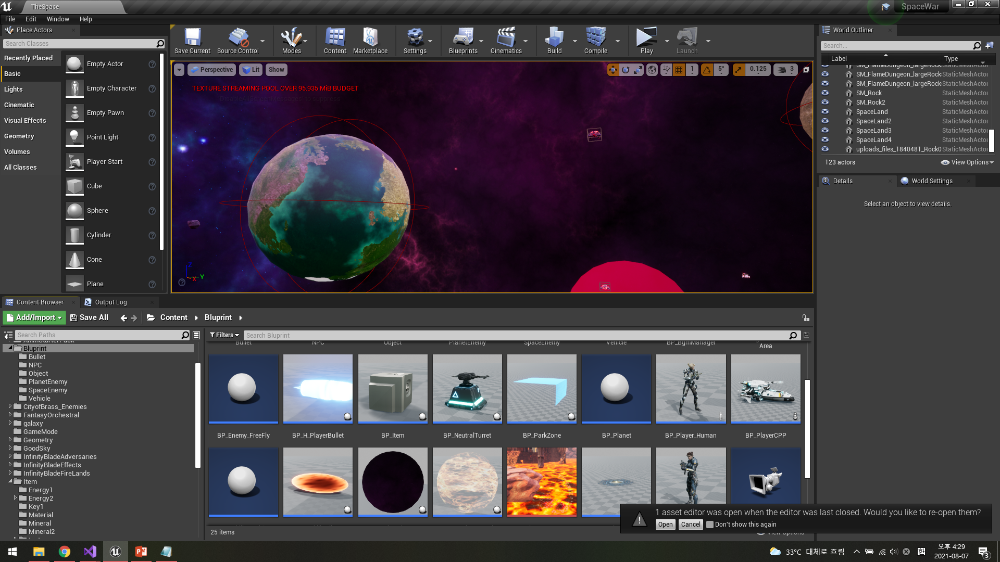 TheSpace
SpaceWar
File Edit Window Help
Place Actors
Search Classes
Recently Placed
Basic
Lights
Cinematic
Visual Effects
Geometry
Volumes
All Classes
Empty Actor
Empty Character
Empty Pawn
Point Light
Player Start
Cube
Sphere
Cylinder
Cone
Plane
Save Current
Source Control
Modes
Content
Marketplace
Settings
Blueprints
Cinematics
Build
Compile
Play
Launch
Perspective Lit Show
1 5° 0.125 3
TEXTURE STREAMING POOL OVER 95.935 MiB BUDGET
'DisableAllScreenMessages' to suppress
Z
Y
X
World Outliner
Search...
Label Type
SM_FlameDungeon_largeRock StaticMeshActor
SM_FlameDungeon_largeRock StaticMeshActor
SM_FlameDungeon_largeRock StaticMeshActor
SM_Rock StaticMeshActor
SM_Rock2 StaticMeshActor
SpaceLand StaticMeshActor
SpaceLand2 StaticMeshActor
SpaceLand3 StaticMeshActor
SpaceLand4 StaticMeshActor
uploads_files_1840481_Rock0 StaticMeshActor
123 actors
View Options
Details
World Settings
Select an object to view details.
Content Browser
Output Log
Add/Import Save All Content Bluprint
Search Paths
Filters
Search Bluprint
AnimStarterPack
Bluprint
Bullet
NPC
Object
PlanetEnemy
SpaceEnemy
Vehicle
CityofBrass_Enemies
FantasyOrchestral
galaxy
GameMode
Geometry
GoodSky
InfinityBladeAdversaries
InfinityBladeEffects
InfinityBladeFireLands
Item
Energy1
Energy2
Key1
Material
Mineral
Mineral2
Bullet NPC Object PlanetEnemy SpaceEnemy Vehicle BP_BgmManager Area
BP_Enemy_FreeFly BP_H_PlayerBullet BP_Item BP_NeutralTurret BP_ParkZone BP_Planet BP_Player_Human BP_PlayerCPP
25 items
View Options
1 asset editor was open when the editor was last closed. Would you like to re-open them?
Open Cancel Don't show this again
33°C 대체로 흐림
한
오후 4:29
2021-08-07
3